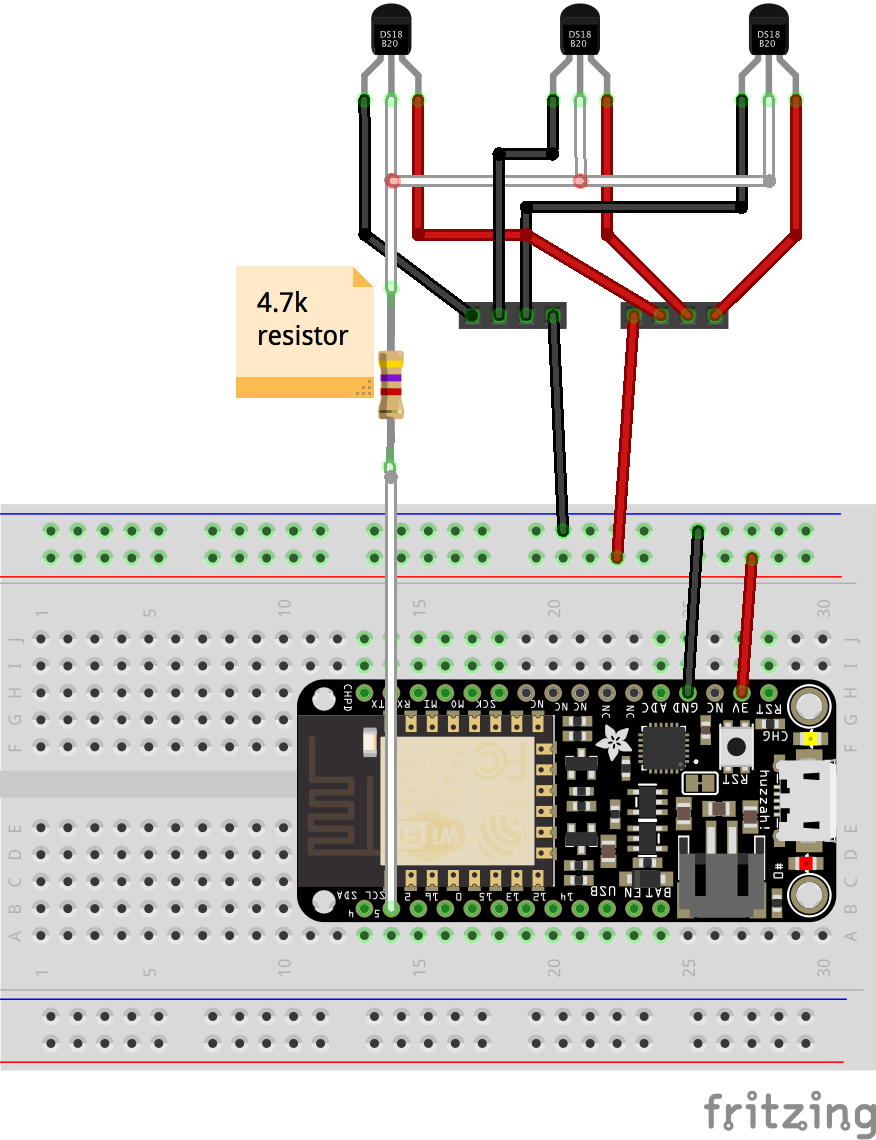 DS18
B20
DS18
B20
DS18
B20
4.7k
resistor
1
5
10
15
20
25
30
J
J
I
I
H
H
G
G
F
F
CHPD
TX
RX
MI
MO
SCK
NC
NC
NC
NC
NC
ADC
GND
NC
3V
RST
CHG
RST
huzzah!
WiFi
FC
#0
SDA
SCL
4
5
2
16
0
15
13
12
14
USB
EN
BAT
E
E
D
D
C
C
B
B
A
A
1
5
10
15
20
25
30
fritzing